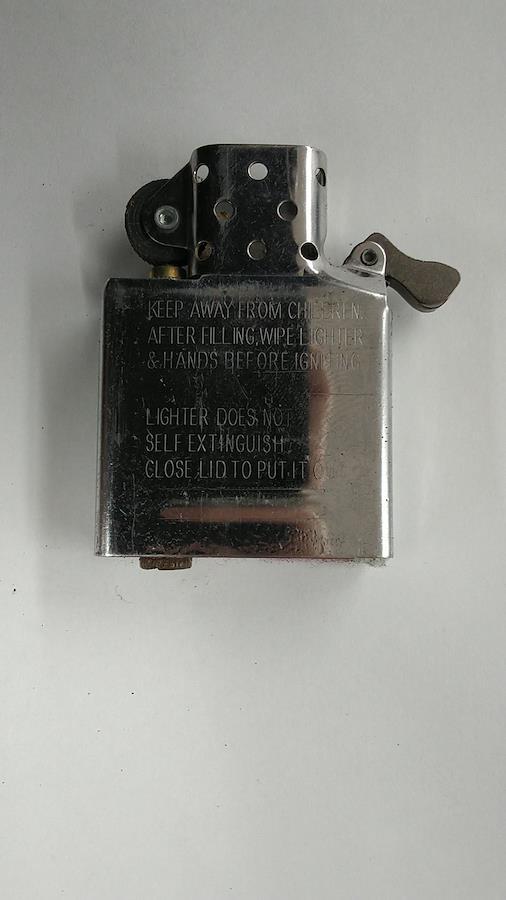 KEEP AWAY FROM CHILDREN.
AFTER FILLING, WIPE LIGHTER
& HANDS BEFORE IGNITING
LIGHTER DOES NOT
SELF EXTINGUISH
CLOSE LID TO PUT IT OUT